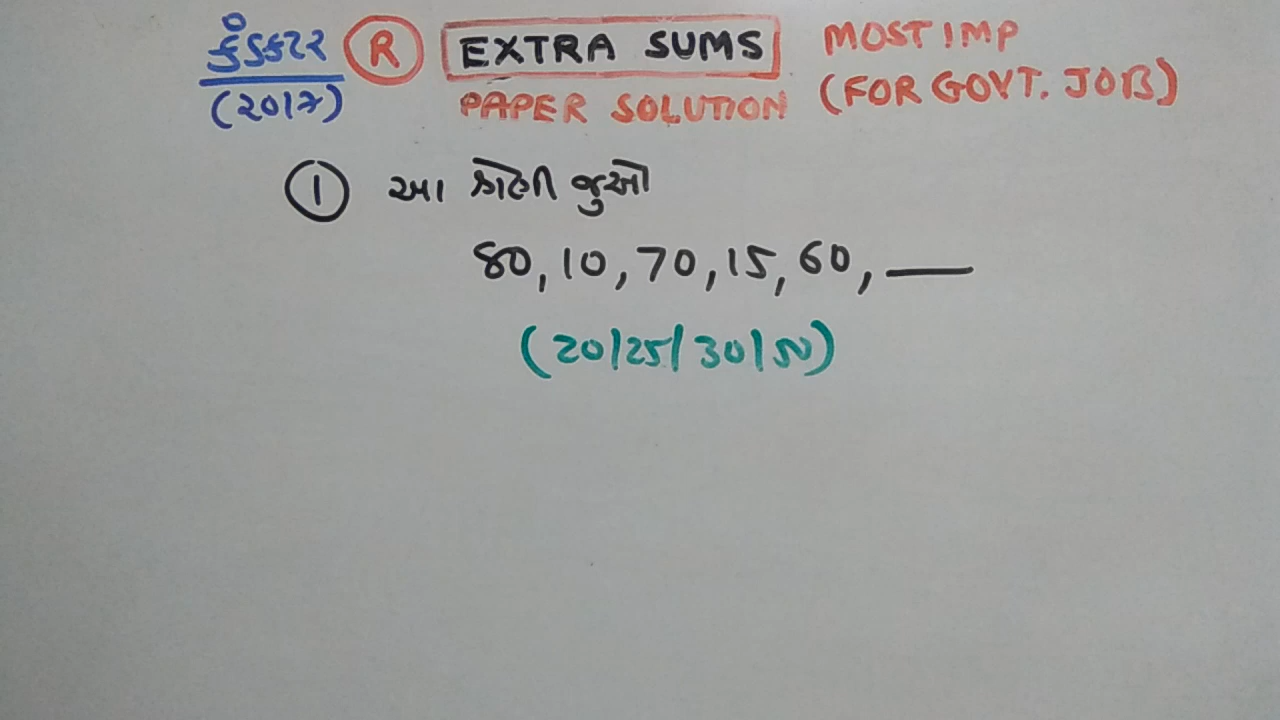 કંડકટર Ⓡ EXTRA SUMS MOST IMP
(૨૦૧૭) PAPER SOLUTION (FOR GOVT. JOB)
① આ શ્રેણી જુઓ
80, 10, 70, 15, 60, ___
(20/25/30/50)